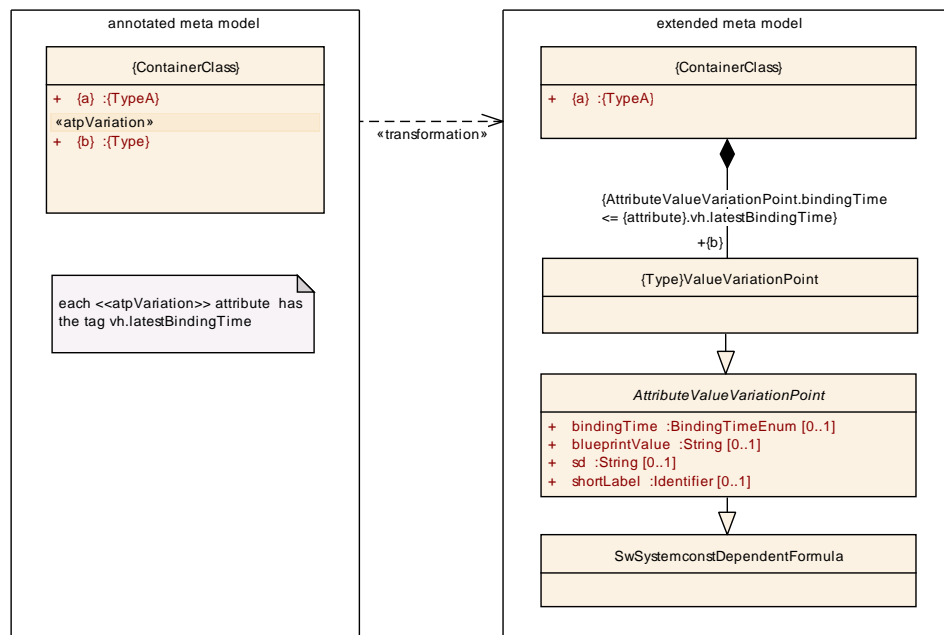 annotated meta model
{ContainerClass}
+ {a} :{TypeA}
«atpVariation»
+ {b} :{Type}
each <<atpVariation>> attribute has
the tag vh.latestBindingTime
«transformation»
extended meta model
{ContainerClass}
+ {a} :{TypeA}
{AttributeValueVariationPoint.bindingTime
<= {attribute}.vh.latestBindingTime}
+{b}
{Type}ValueVariationPoint
AttributeValueVariationPoint
+ bindingTime :BindingTimeEnum [0..1]
+ blueprintValue :String [0..1]
+ sd :String [0..1]
+ shortLabel :Identifier [0..1]
SwSystemconstDependentFormula